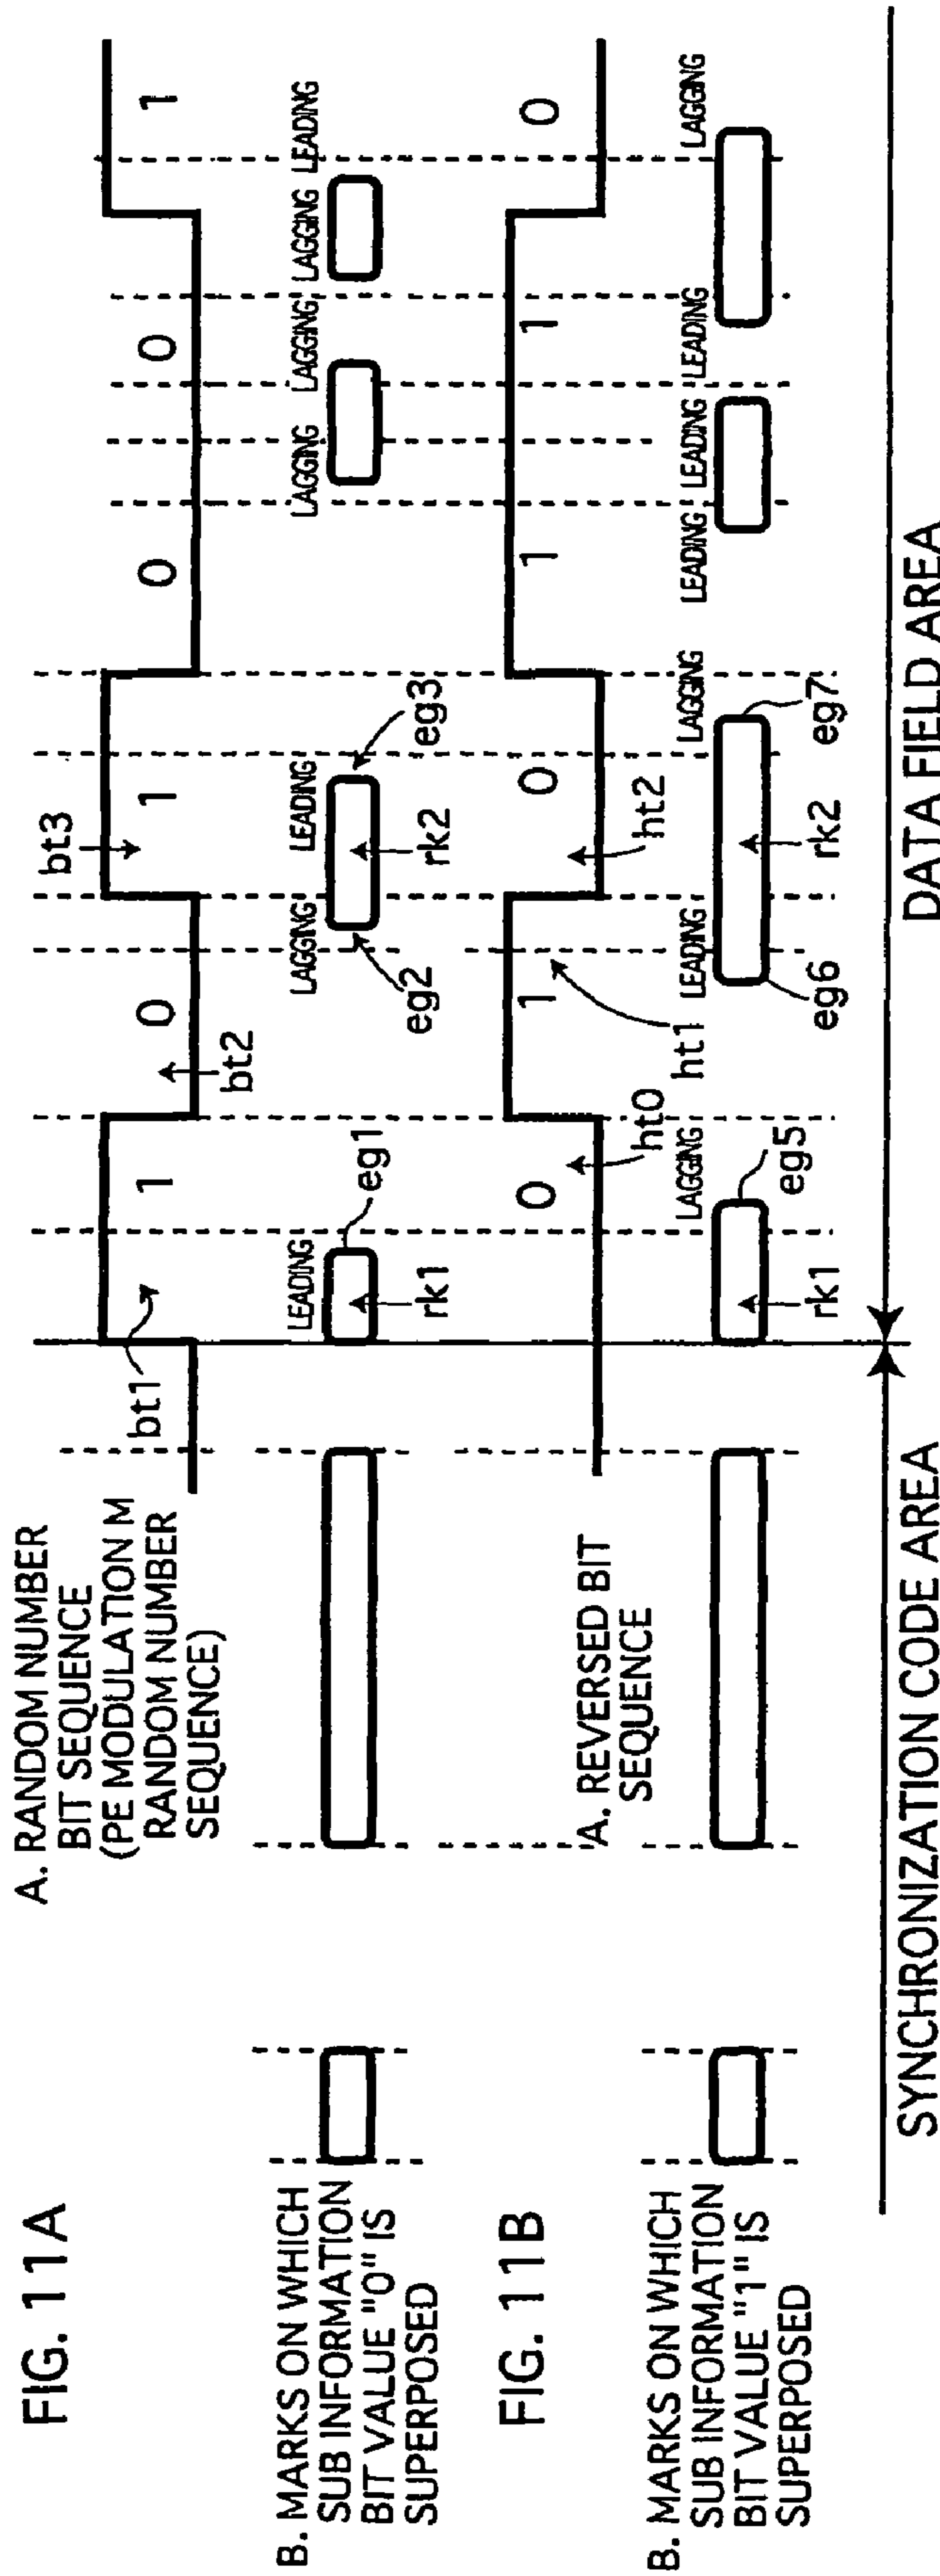 FIG. 11A
A. RANDOM NUMBER
BIT SEQUENCE
(PE MODULATION M
RANDOM NUMBER
SEQUENCE)
bt1
1
bt2
0
bt3
1
0
0
1
B. MARKS ON WHICH
SUB INFORMATION
BIT VALUE "0" IS
SUPERPOSED
LEADING
LAGGING
LEADING
LAGGING
LAGGING
LAGGING
LEADING
rk1
eg1
eg2
rk2
eg3
FIG. 11B
A. REVERSED BIT
SEQUENCE
0
1
0
1
1
0
ht0
ht1
ht2
B. MARKS ON WHICH
SUB INFORMATION
BIT VALUE "1" IS
SUPERPOSED
LAGGING
LEADING
LAGGING
LEADING
LEADING
LEADING
LAGGING
rk1
eg5
eg6
rk2
eg7
SYNCHRONIZATION CODE AREA
DATA FIELD AREA